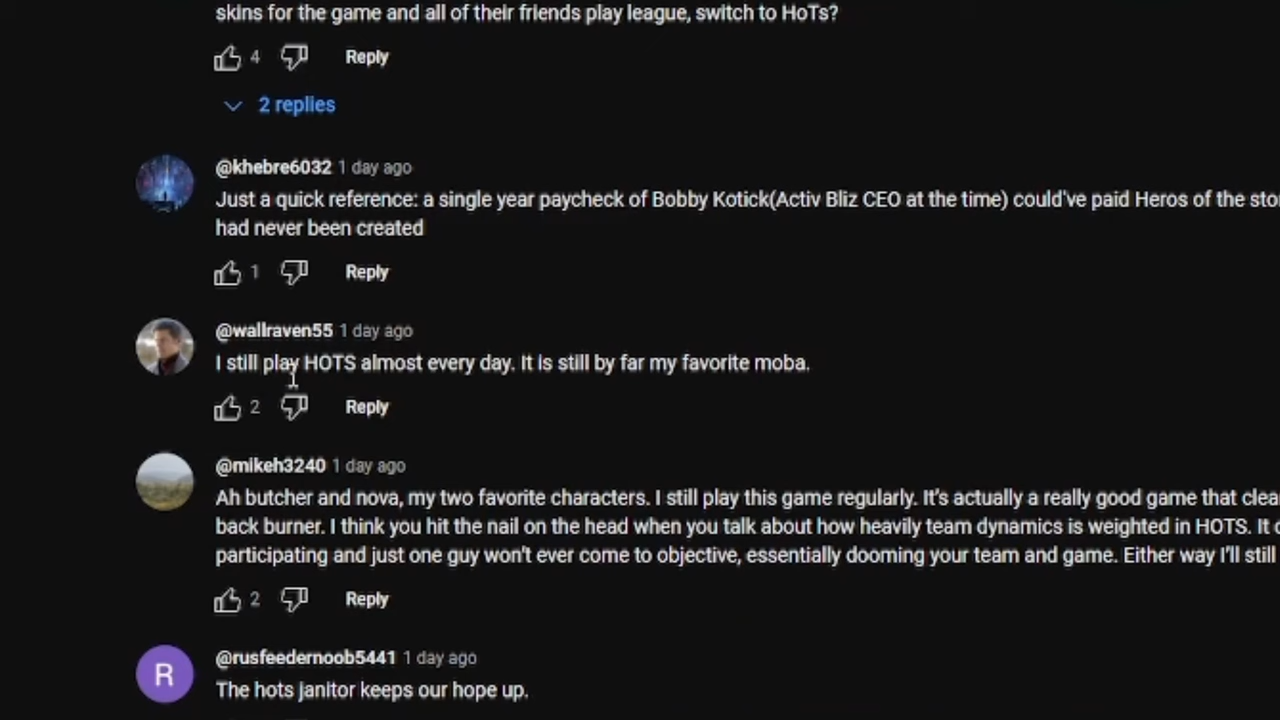 skins for the game and all of their friends play league, switch to HoTs?
4 Reply
2 replies
@khebre6032 1 day ago
Just a quick reference: a single year paycheck of Bobby Kotick(Activ Bliz CEO at the time) could've paid Heros of the
had never been created
1 Reply
@wallraven55 1 day ago
I still play HOTS almost every day. It is still by far my favorite moba.
2 Reply
@mikeh3240 1 day ago
Ah butcher and nova, my two favorite characters. I still play this game regularly. It's actually a really good game that
back burner. I think you hit the nail on the head when you talk about how heavily team dynamics is weighted in HOTS. It
participating and just one guy won't ever come to objective, essentially dooming your team and game. Either way I'll still
2 Reply
R
@rusfeedernoob5441 1 day ago
The hots janitor keeps our hope up.